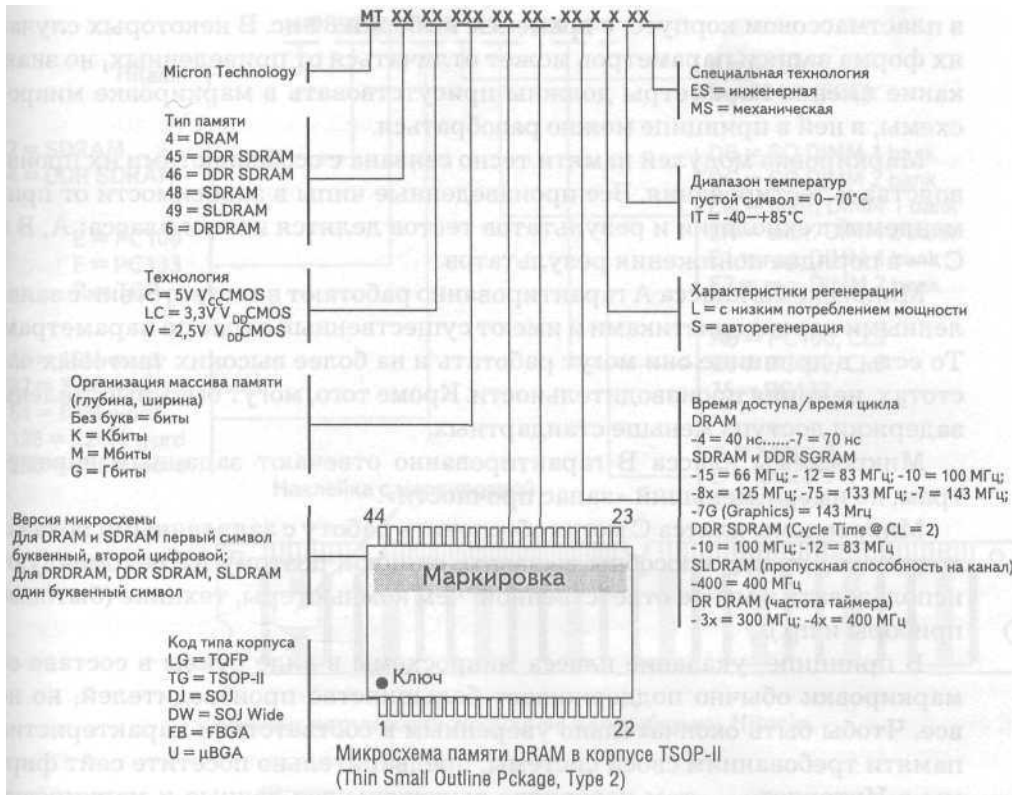 MT XX XX XXX XX XX - XX X X XX
Micron Technology
Тип памяти
4 = DRAM
45 = DDR SDRAM
46 = DDR SDRAM
48 = SDRAM
49 = SLDRAM
6 = DRDRAM
Технология
C = 5V VCC CMOS
LC = 3,3V VDD CMOS
V = 2,5V VDD CMOS
Организация массива памяти
(глубина, ширина)
Без букв = биты
K = Кбиты
M = Мбиты
G = Гбиты
Версия микросхемы
Для DRAM и SDRAM первый символ
буквенный, второй цифровой;
Для DRDRAM, DDR SDRAM, SLDRAM
один буквенный символ
Код типа корпуса
LG = TQFP
TG = TSOP-II
DJ = SOJ
DW = SOJ Wide
FB = FBGA
U = µBGA
Специальная технология
ES = инженерная
MS = механическая
Диапазон температур
пустой символ = 0–70°C
IT = -40–+85°C
Характеристики регенерации
L = с низким потреблением мощности
S = авторегенерация
Время доступа/время цикла
DRAM
-4 = 40 нс......-7 = 70 нс
SDRAM и DDR SGRAM
-15 = 66 МГц; - 12 = 83 МГц; -10 = 100 МГц;
-8x = 125 МГц; -75 = 133 МГц; -7 = 143 МГц;
-7G (Graphics) = 143 Мгц
DDR SDRAM (Cycle Time @ CL = 2)
-10 = 100 МГц; -12 = 83 МГц
SLDRAM (пропускная способность на канал)
-400 = 400 МГц
DR DRAM (частота таймера)
- 3x = 300 МГц; -4x = 400 МГц
44
23
Маркировка
Ключ
1
22
Микросхема памяти DRAM в корпусе TSOP-II
(Thin Small Outline Pckage, Type 2)